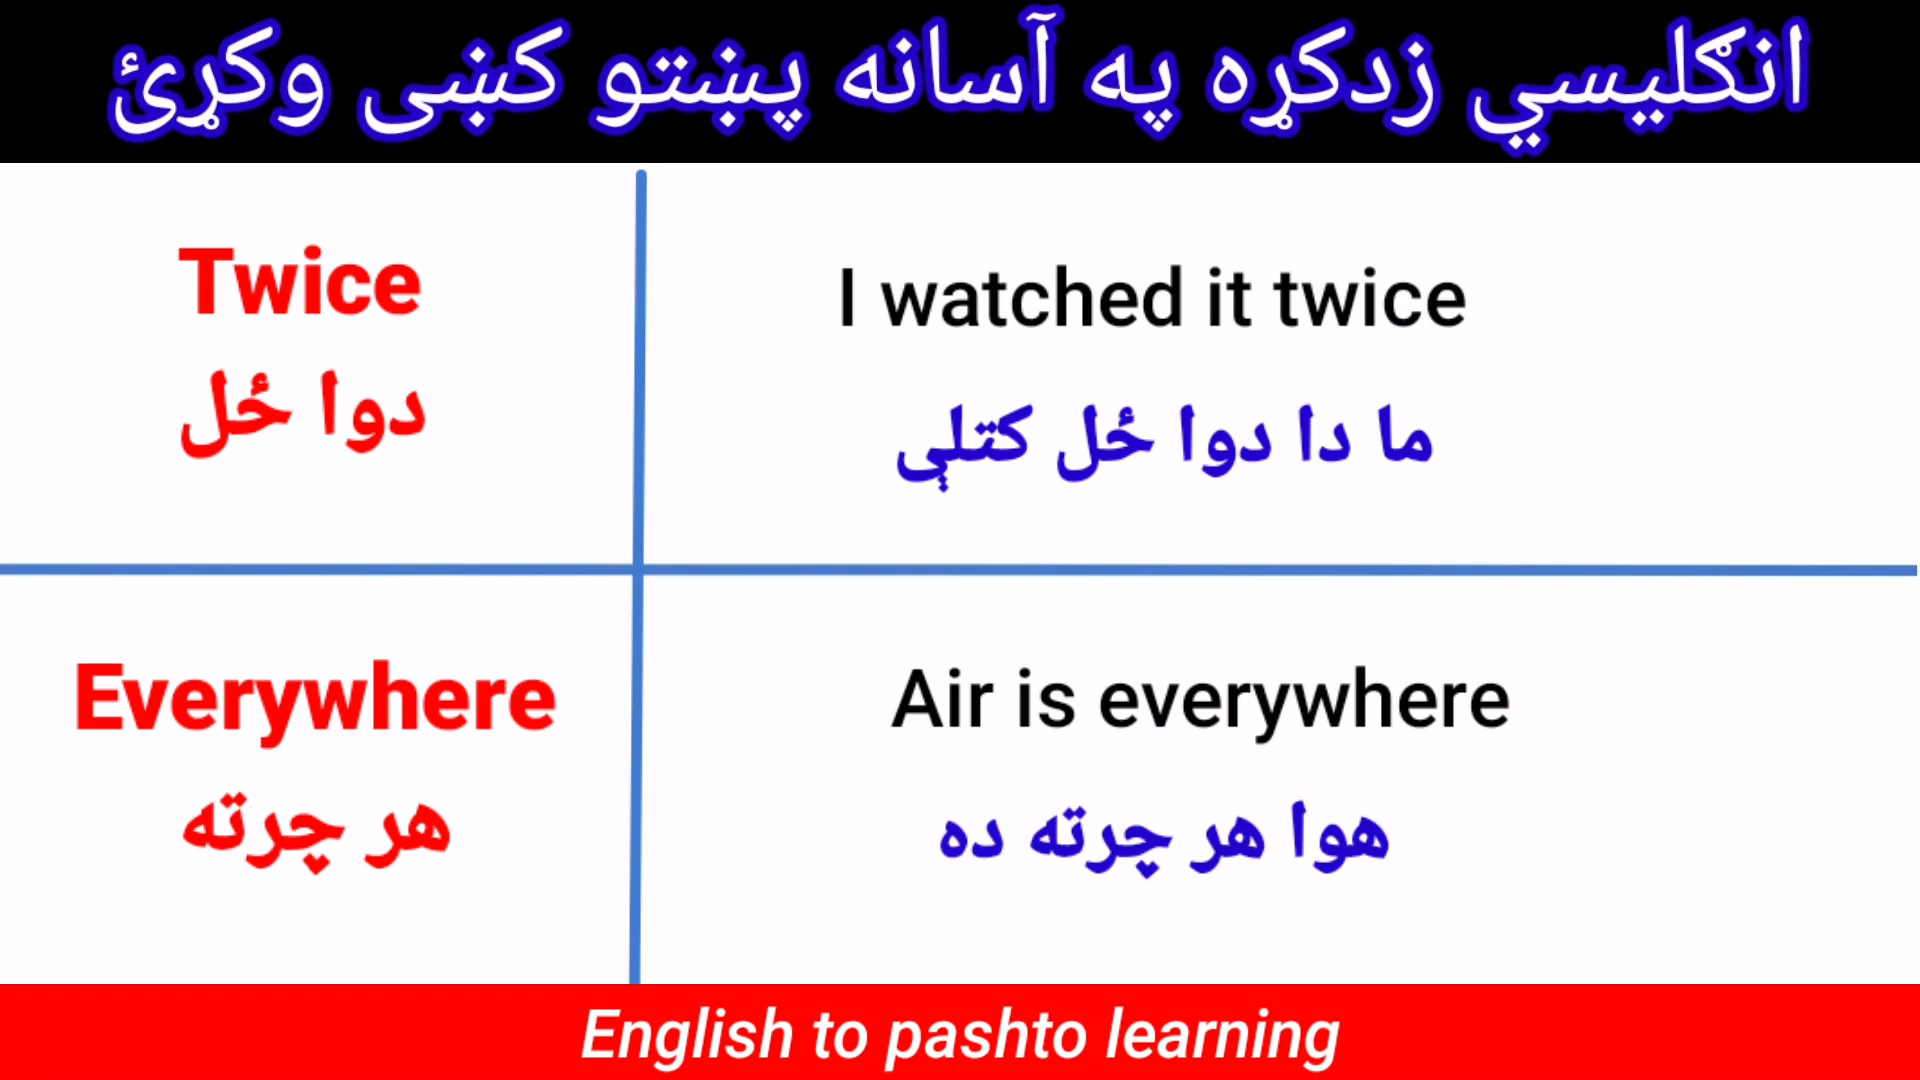 انګلیسي زدکړه په آسانه پښتو کښی وکړئ
Twice
دوا ځل
I watched it twice
ما دا دوا ځل کتلې
Everywhere
هر چرته
Air is everywhere
هوا هر چرته ده
English to pashto learning